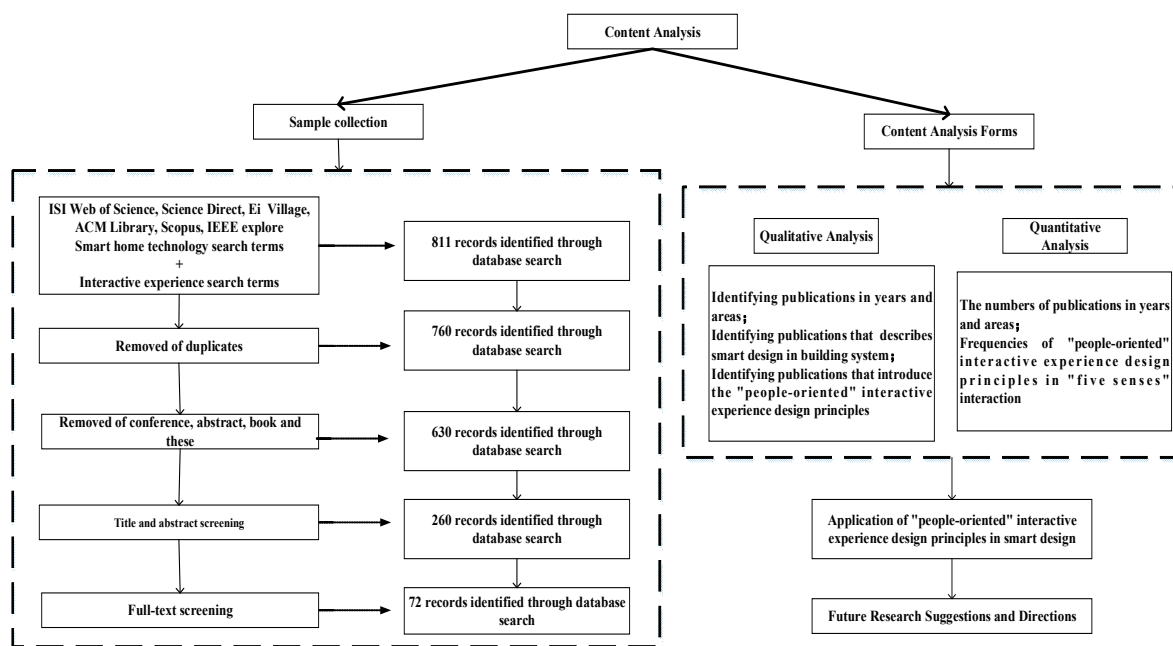 Content Analysis
Sample collection
Content Analysis Forms
ISI Web of Science, Science Direct, Ei Village,
ACM Library, Scopus, IEEE explore
Smart home technology search terms
+
Interactive experience search terms
811 records identified through
database search
Removed of duplicates
760 records identified through
database search
Removed of conference, abstract, book and
these
630 records identified through
database search
Title and abstract screening
260 records identified through
database search
Full-text screening
72 records identified through database
search
Qualitative Analysis
Quantitative
Analysis
Identifying publications in years and
areas;
Identifying publications that describes
smart design in building system;
Identifying publications that introduce
the "people-oriented" interactive
experience design principles
The numbers of publications in years
and areas;
Frequencies of "people-oriented"
interactive experience design
principles in "five senses"
interaction
Application of "people-oriented" interactive
experience design principles in smart design
Future Research Suggestions and Directions